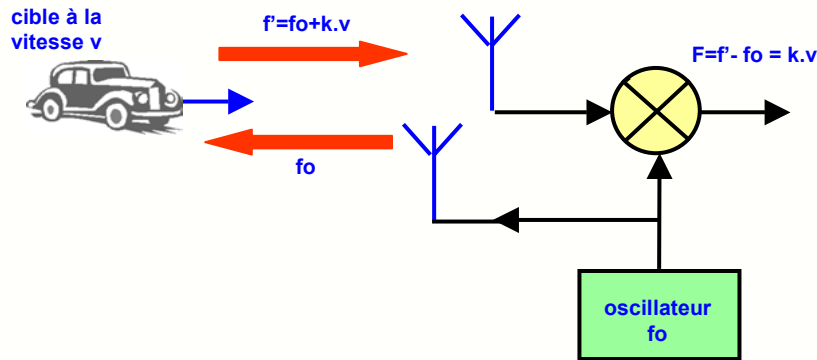 cible à la
vitesse v
f'=fo+k.v
F=f'- fo = k.v
fo
oscillateur
fo